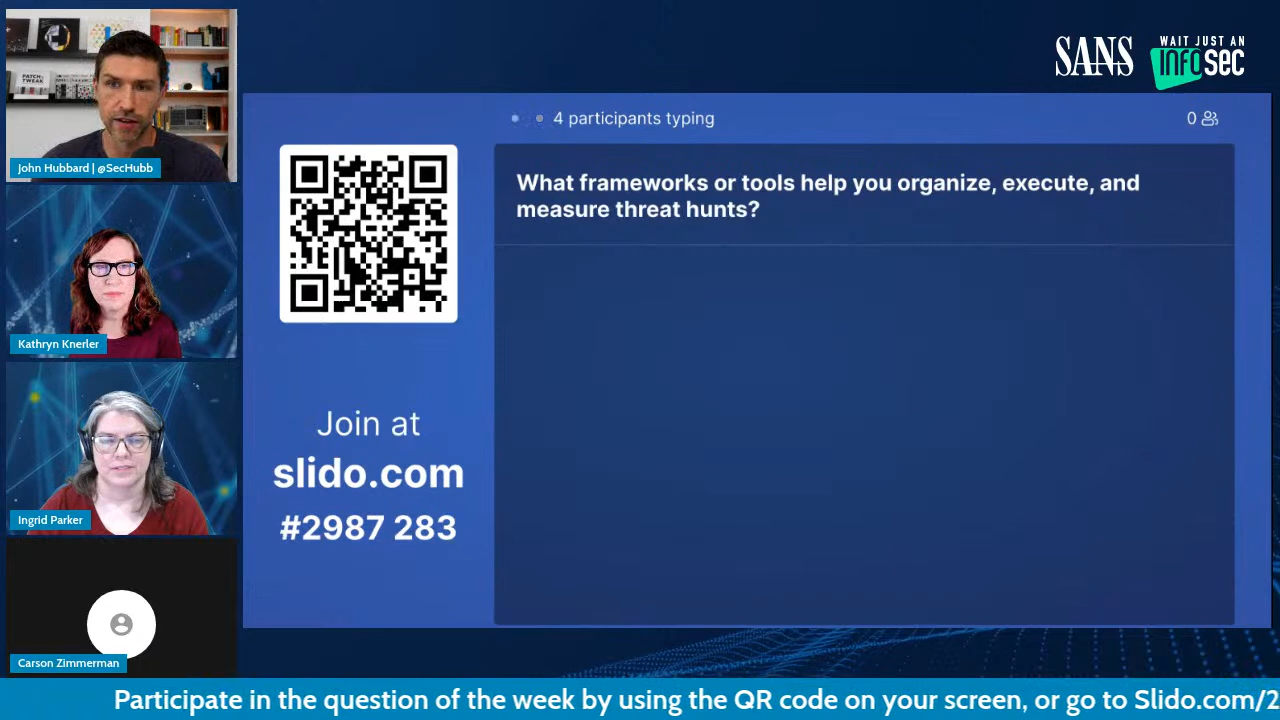 SANS
WAIT JUST AN
INFOSEC
PATCH
TWEAK
John Hubbard | @SecHubb
Kathryn Knerler
Ingrid Parker
Carson Zimmerman
4 participants typing
0
What frameworks or tools help you organize, execute, and
measure threat hunts?
Join at
slido.com
#2987 283
Participate in the question of the week by using the QR code on your screen, or go to Slido.com/2